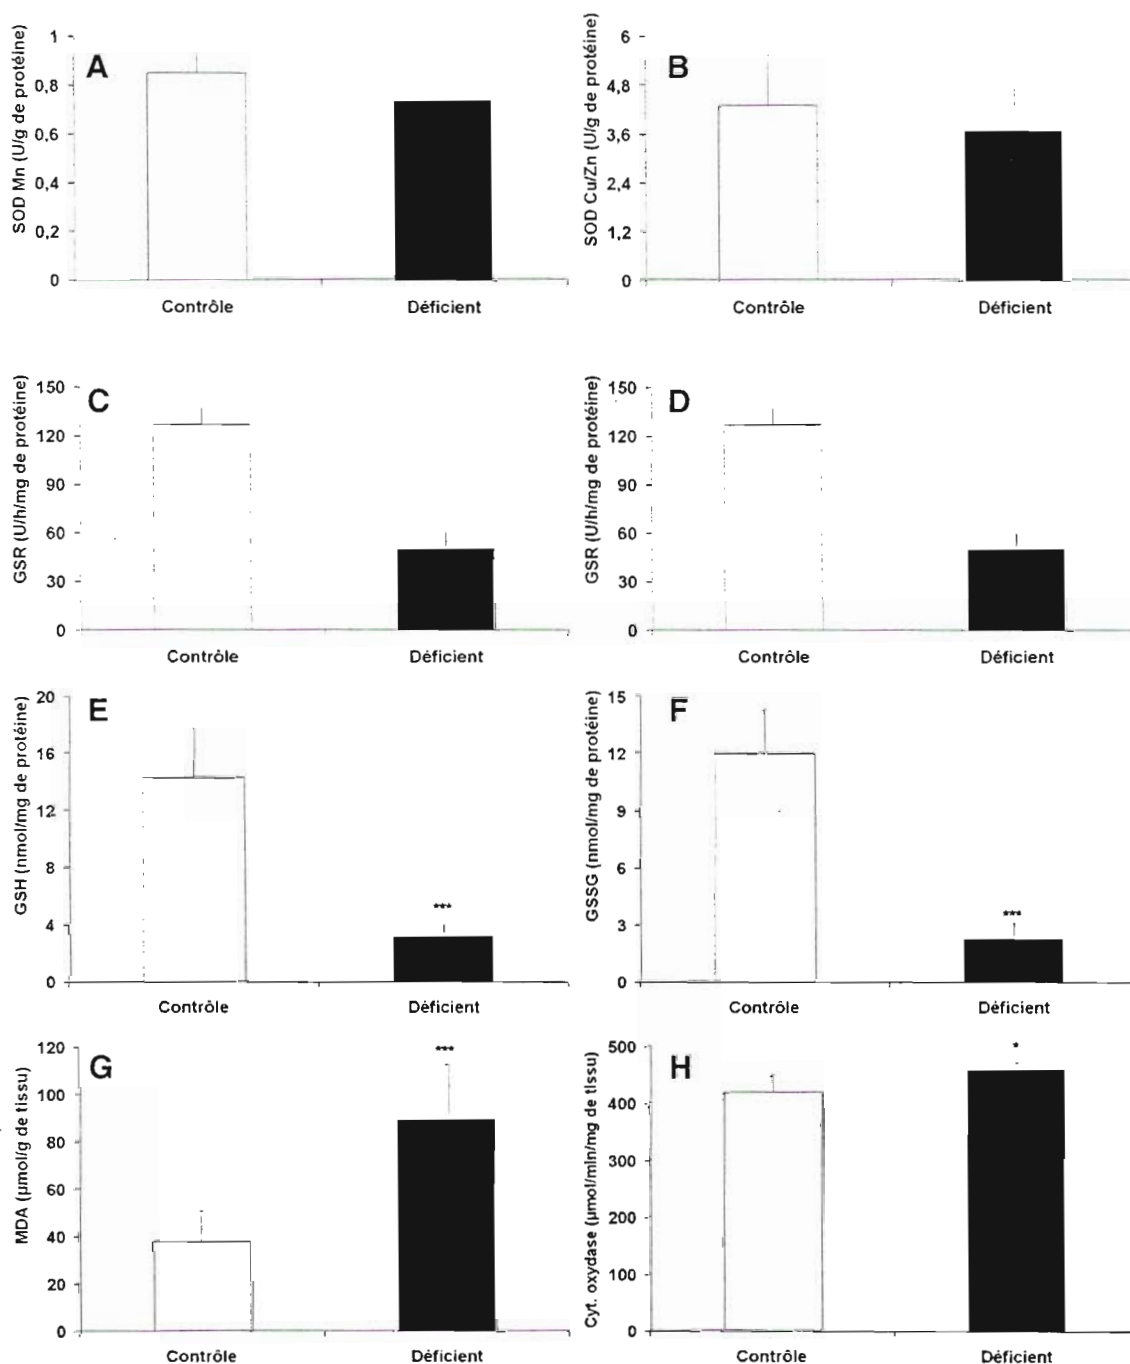 A
SOD Mn (U/g de protéine)
1
0,8
0,6
0,4
0,2
0
Contrôle
Déficient
B
SOD Cu/Zn (U/g de protéine)
6
4,8
3,6
2,4
1,2
0
Contrôle
Déficient
C
GSR (U/h/mg de protéine)
150
120
90
60
30
0
Contrôle
Déficient
D
GSR (U/h/mg de protéine)
150
120
90
60
30
0
Contrôle
Déficient
E
GSH (nmol/mg de protéine)
20
16
12
8
4
0
***
Contrôle
Déficient
F
GSSG (nmol/mg de protéine)
15
12
9
6
3
0
***
Contrôle
Déficient
G
MDA (µmol/g de tissu)
120
100
80
60
40
20
0
***
Contrôle
Déficient
H
Cyt. oxydase (µmol/min/mg de tissu)
500
400
300
200
100
0
*
Contrôle
Déficient